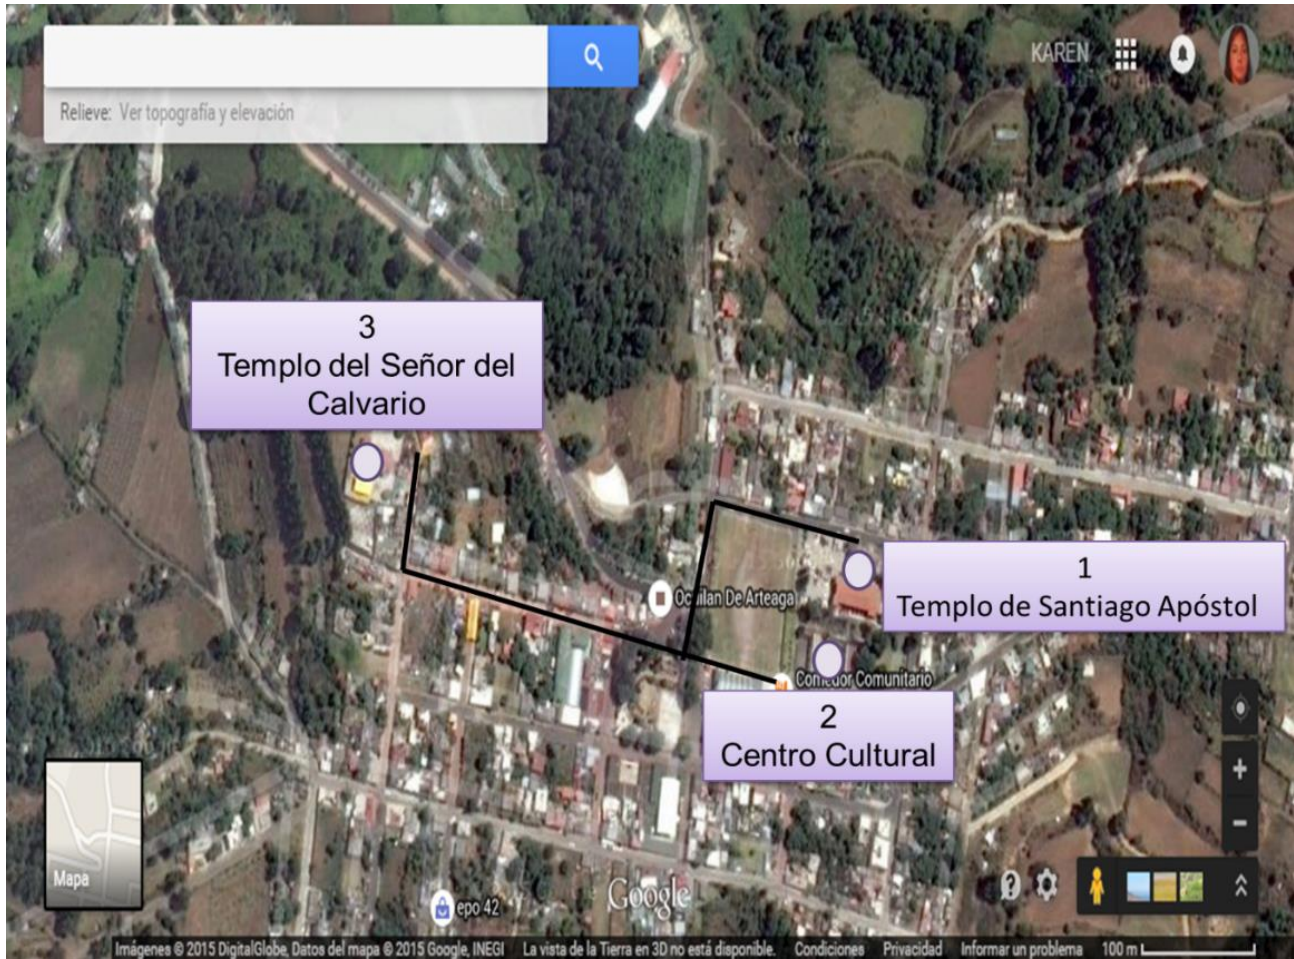 KAREN
Relieve: Ver topografía y elevación
3
Templo del Señor del
Calvario
1
Templo de Santiago Apóstol
Ocuilan De Arteaga
Comedor Comunitario
2
Centro Cultural
Mapa
epo 42
Google
Imágenes © 2015 DigitalGlobe, Datos del mapa © 2015 Google, INEGI La vista de la Tierra en 3D no está disponible. Condiciones Privacidad Informar un problema 100 m